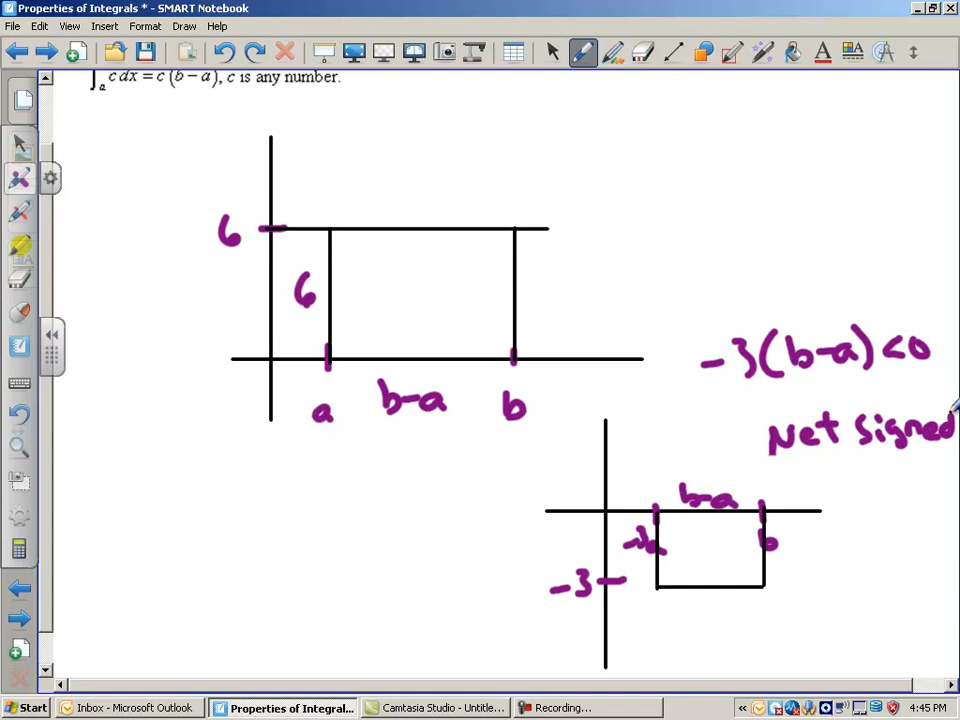 Properties of Integrals * - SMART Notebook
File Edit View Insert Format Draw Help
∫a c dx = c (b – a), c is any number.
6
6
a b-a b
-3(b-a)<0
Net Signed
b-a
b
-3
Start Inbox - Microsoft Outlook Properties of Integral... Camtasia Studio - Untitle... Recording... « 4:45 PM